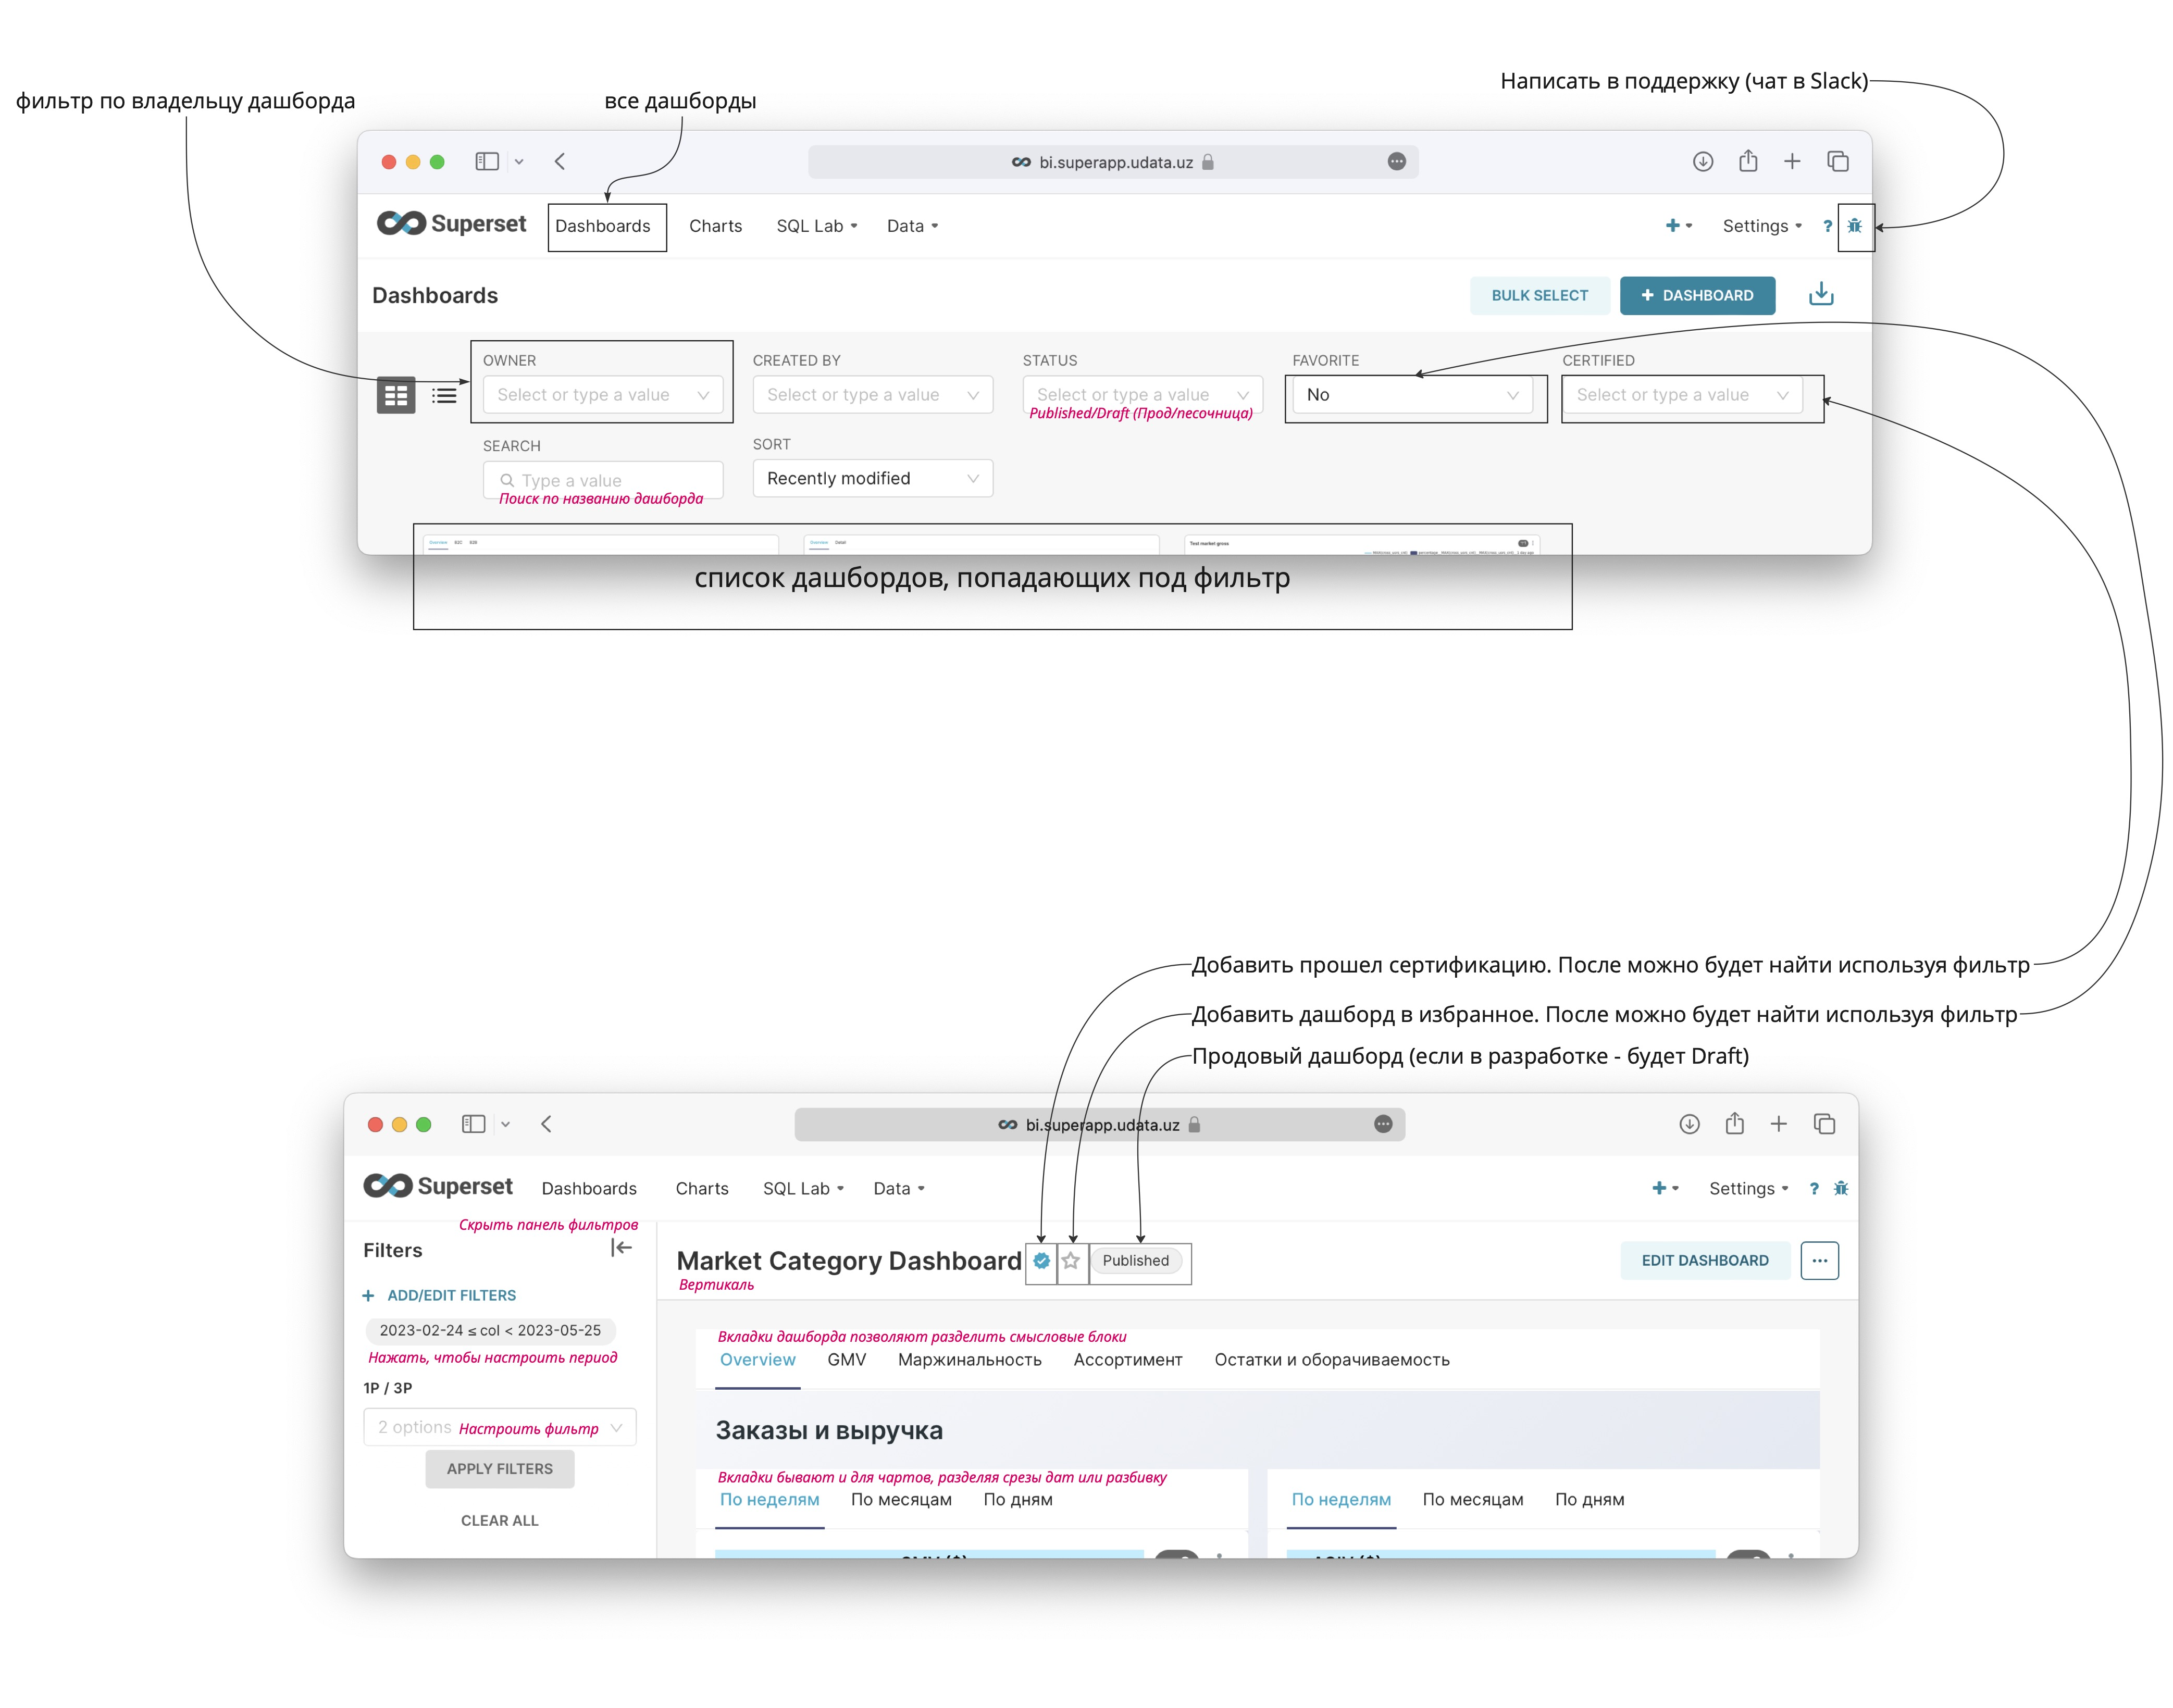 Написать в поддержку (чат в Slack)
фильтр по владельцу дашборда
все дашборды
bi.superapp.udata.uz
Superset
Dashboards
Charts
SQL Lab
Data
Settings
?
Dashboards
BULK SELECT
+ DASHBOARD
OWNER
CREATED BY
STATUS
FAVORITE
CERTIFIED
Select or type a value
Select or type a value
Select or type a value
No
Select or type a value
Published/Draft (Прод/песочница)
SEARCH
SORT
Type a value
Recently modified
Поиск по названию дашборда
Overview
B2C
B2B
Overview
Detail
Test market gross
список дашбордов, попадающих под фильтр
Добавить прошел сертификацию. После можно будет найти используя фильтр
Добавить дашборд в избранное. После можно будет найти используя фильтр
Продовый дашборд (если в разработке - будет Draft)
bi.superapp.udata.uz
Superset
Dashboards
Charts
SQL Lab
Data
Settings
?
Скрыть панель фильтров
Filters
Market Category Dashboard
Published
EDIT DASHBOARD
Вертикаль
+ ADD/EDIT FILTERS
2023-02-24 ≤ col < 2023-05-25
Нажать, чтобы настроить период
1P / 3P
2 options
Настроить фильтр
APPLY FILTERS
CLEAR ALL
Вкладки дашборда позволяют разделить смысловые блоки
Overview
GMV
Маржинальность
Ассортимент
Остатки и оборачиваемость
Заказы и выручка
Вкладки бывают и для чартов, разделяя срезы дат или разбивку
По неделям
По месяцам
По дням
По неделям
По месяцам
По дням